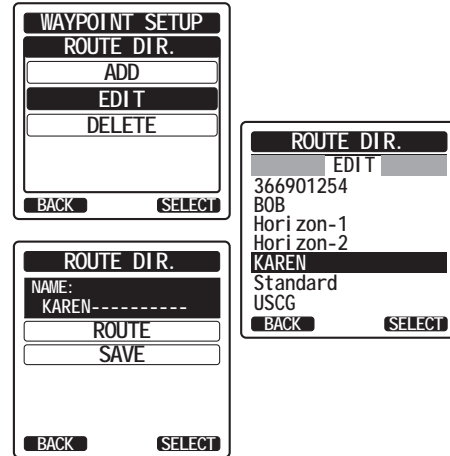 WAYPOINT SETUP
ROUTE DIR.
ADD
EDIT
DELETE
BACK SELECT
ROUTE DIR.
EDIT
366901254
BOB
Horizon-1
Horizon-2
KAREN
Standard
USCG
BACK SELECT
ROUTE DIR.
NAME:
KAREN----------
ROUTE
SAVE
BACK SELECT